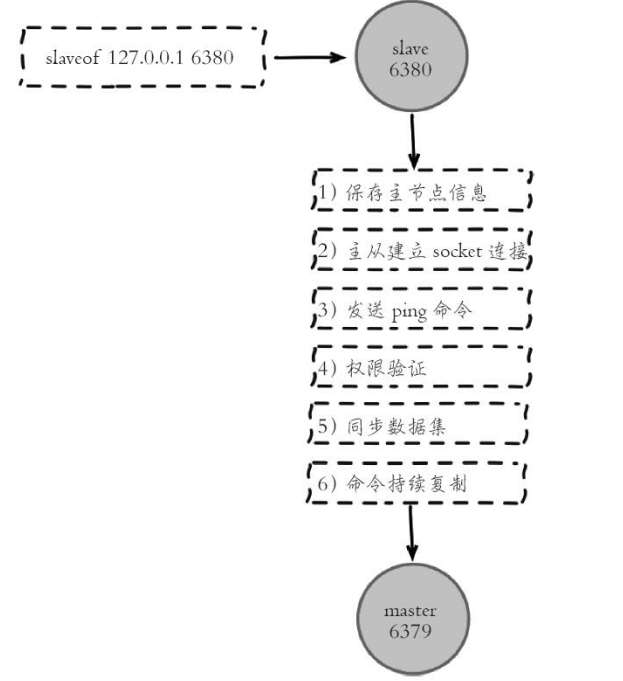 slaveof 127.0.0.1 6380
slave
6380
1) 保存主节点信息
2) 主从建立 socket 连接
3) 发送 ping 命令
4) 权限验证
5) 同步数据集
6) 命令持续复制
master
6379